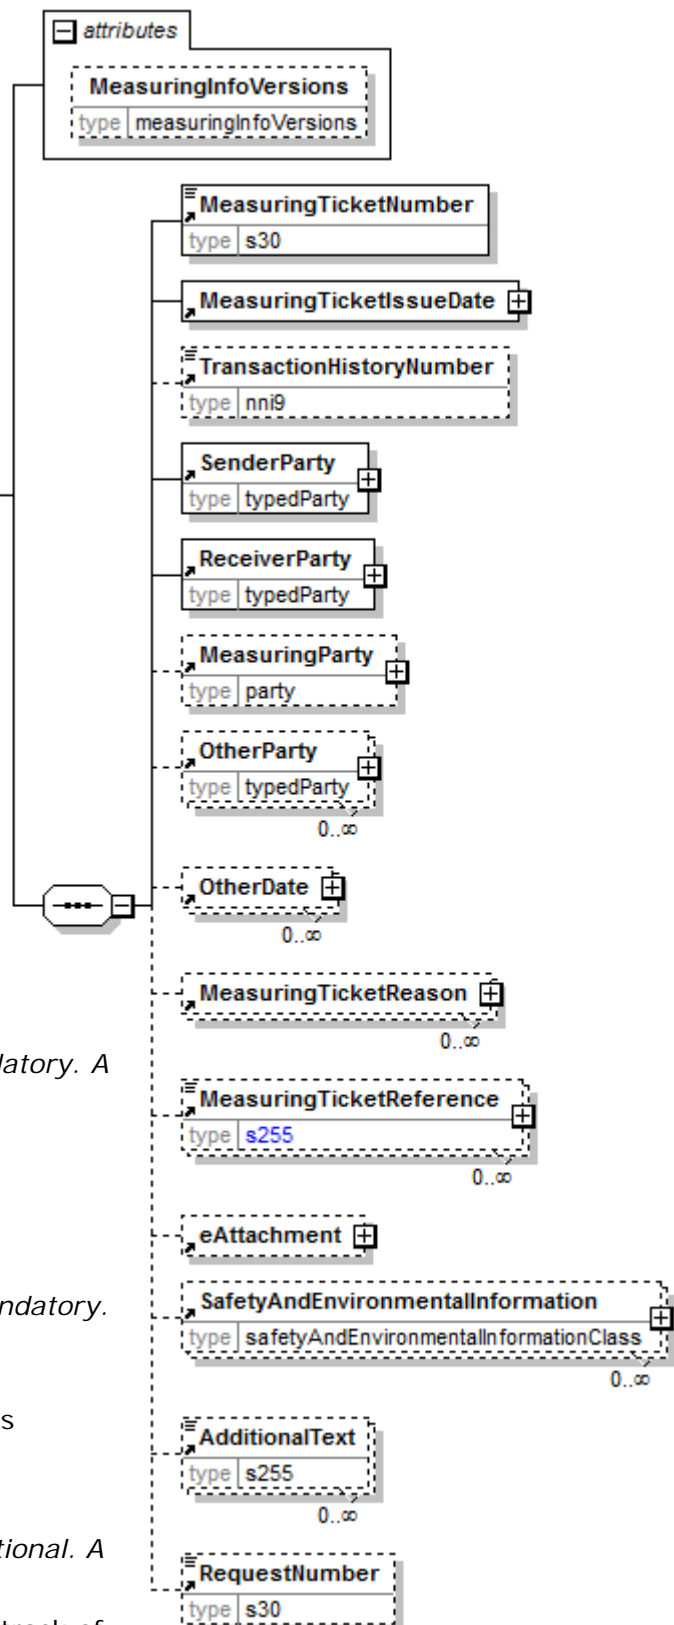 attributes
MeasuringInfoVersions
type measuringInfoVersions
MeasuringTicketNumber
type s30
MeasuringTicketIssueDate
TransactionHistoryNumber
type nni9
SenderParty
type typedParty
ReceiverParty
type typedParty
MeasuringParty
type party
OtherParty
type typedParty
0..∞
OtherDate
0..∞
MeasuringTicketReason
0..∞
latory. A
MeasuringTicketReference
type s255
0..∞
eAttachment
ndatory.
SafetyAndEnvironmentalInformation
type safetyAndEnvironmentalInformationClass
0..∞
s
AdditionalText
type s255
0..∞
tional. A
RequestNumber
type s30